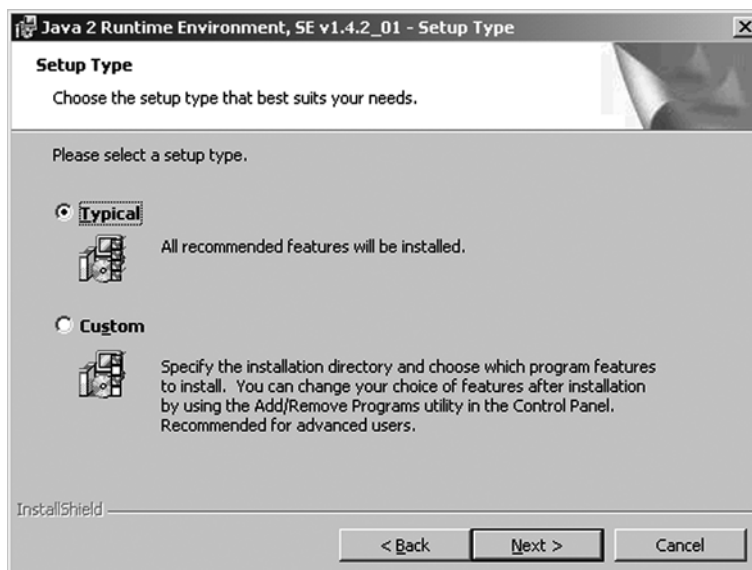 Java 2 Runtime Environment, SE v1.4.2_01 - Setup Type
Setup Type
Choose the setup type that best suits your needs.
Please select a setup type.
Typical
All recommended features will be installed.
Custom
Specify the installation directory and choose which program features
to install. You can change your choice of features after installation
by using the Add/Remove Programs utility in the Control Panel.
Recommended for advanced users.
InstallShield
< Back
Next >
Cancel